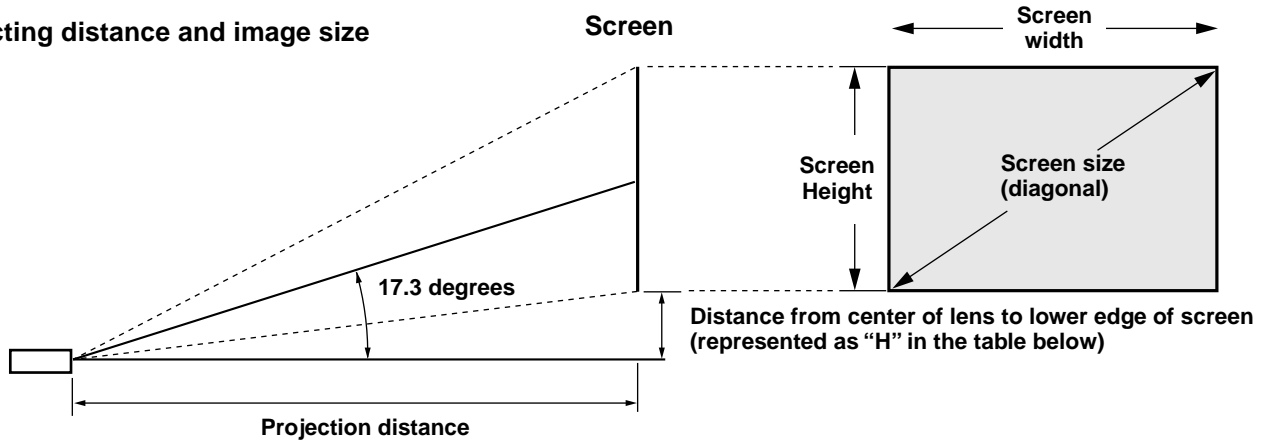 distance and image size
Screen
Screen
width
Screen
Height
Screen size
(diagonal)
17.3 degrees
Distance from center of lens to lower edge of screen
(represented as “H” in the table below)
Projection distance